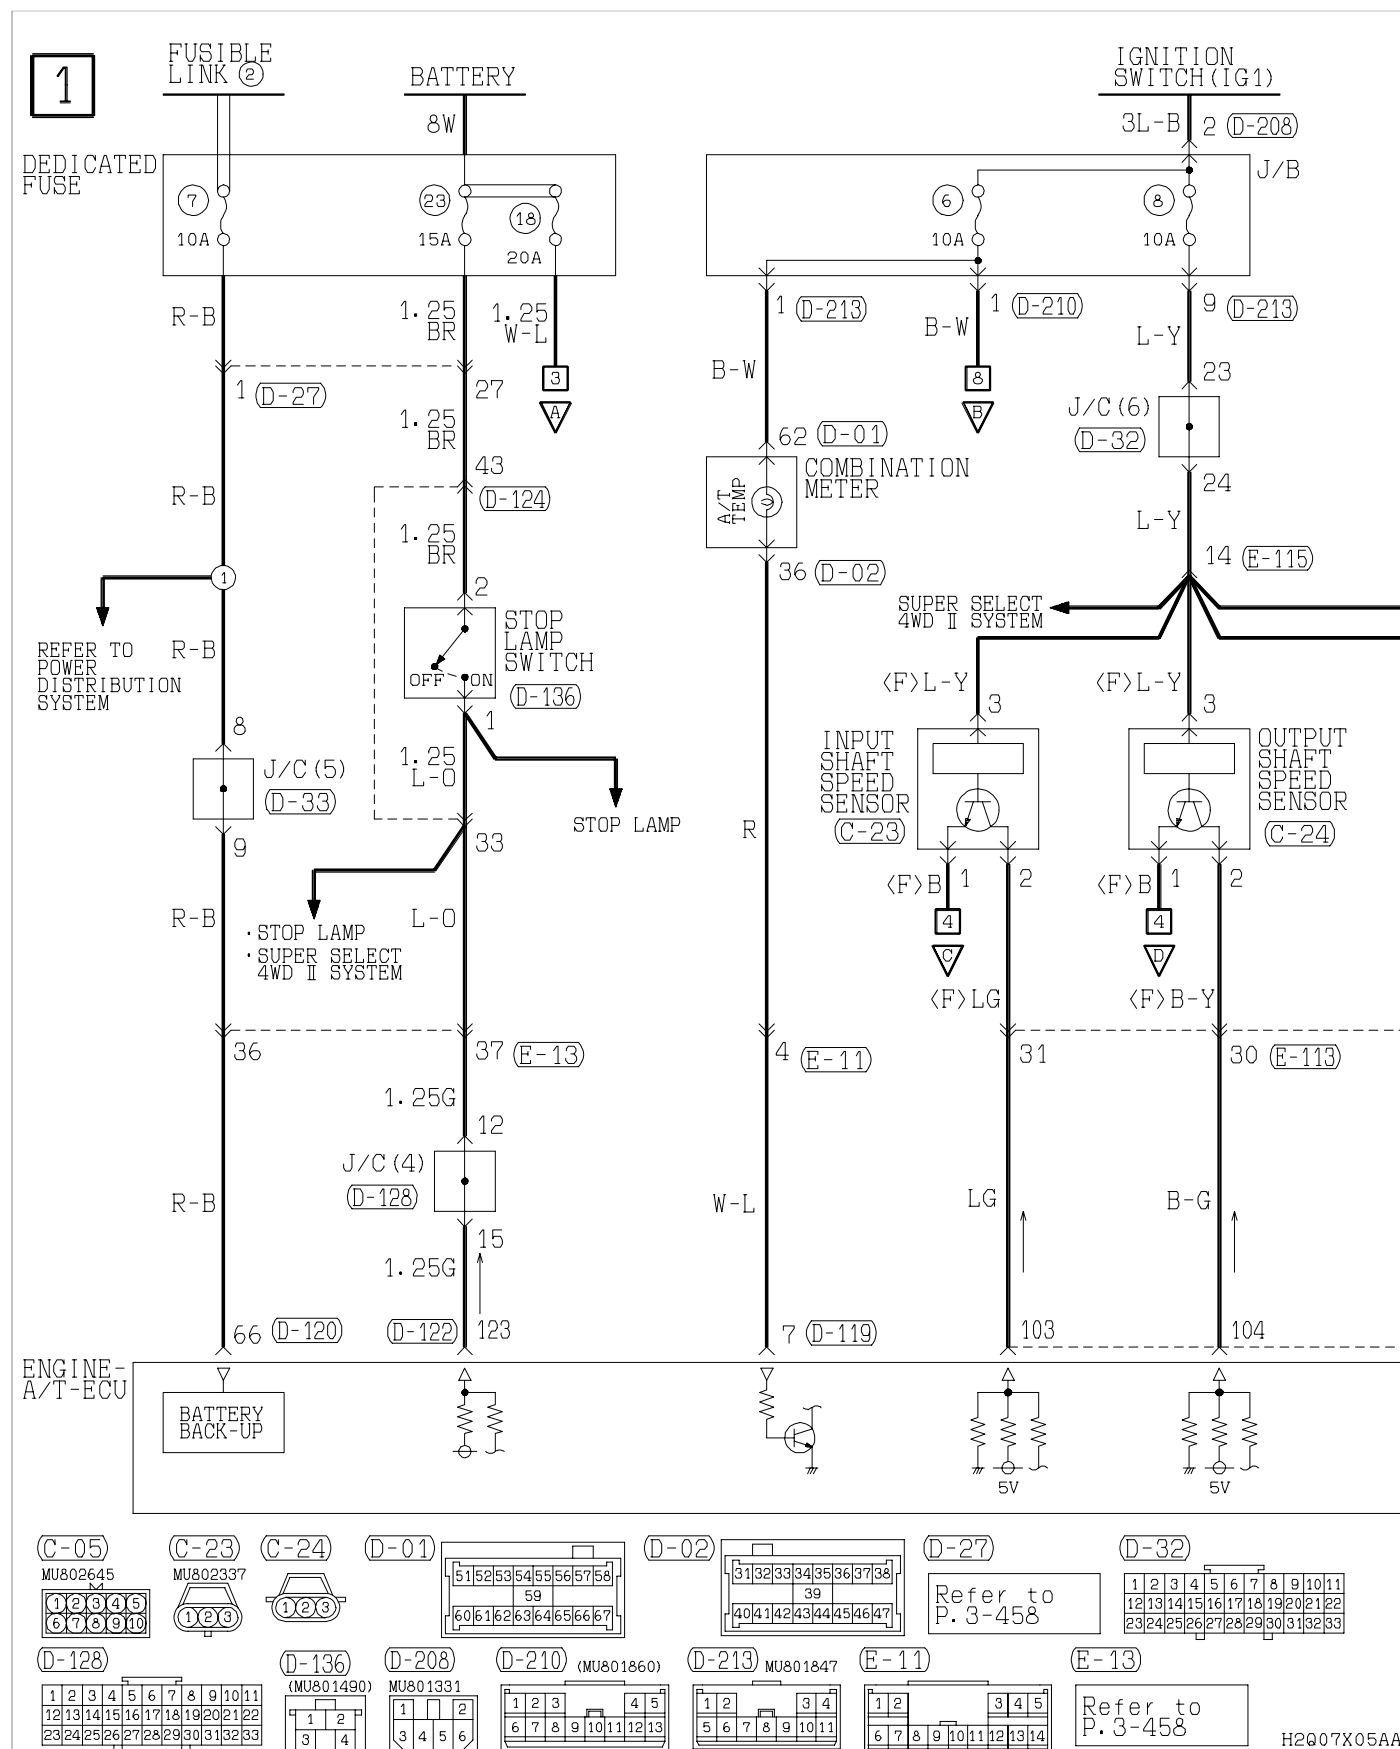 1
FUSIBLE
LINK 2
BATTERY
IGNITION
SWITCH(IG1)
8W
3L-B
2
D-208
DEDICATED
FUSE
J/B
7
10A
23
15A
18
20A
6
10A
8
10A
R-B
1.25
BR
1.25
W-L
1
D-213
B-W
1
D-210
9
D-213
L-Y
1
D-27
27
3
A
B-W
8
B
23
J/C(6)
D-32
1.25
BR
43
D-124
62
D-01
COMBINATION
METER
A/T
TEMP
24
R-B
1.25
BR
L-Y
36
D-02
14
E-115
1
2
SUPER SELECT
4WD II SYSTEM
STOP
LAMP
SWITCH
OFF
ON
D-136
REFER TO
POWER
DISTRIBUTION
SYSTEM
R-B
<F>L-Y
<F>L-Y
3
3
8
1
J/C(5)
D-33
1.25
L-O
STOP LAMP
INPUT
SHAFT
SPEED
SENSOR
C-23
OUTPUT
SHAFT
SPEED
SENSOR
C-24
R
9
33
<F>B
1
2
<F>B
1
2
R-B
L-O
4
C
4
D
· STOP LAMP
· SUPER SELECT
4WD II SYSTEM
<F>LG
<F>B-Y
36
37
E-13
4
E-11
31
30
E-113
1.25G
12
J/C(4)
D-128
R-B
W-L
LG
B-G
15
1.25G
66
D-120
D-122
123
7
D-119
103
104
ENGINE-
A/T-ECU
BATTERY
BACK-UP
5V
5V
C-05
MU802645
1 2 3 4 5
6 7 8 9 10
C-23
MU802337
1 2 3
C-24
1 2 3
D-01
51 52 53 54 55 56 57 58
59
60 61 62 63 64 65 66 67
D-02
31 32 33 34 35 36 37 38
39
40 41 42 43 44 45 46 47
D-27
Refer to
P.3-458
D-32
1 2 3 4 5 6 7 8 9 10 11
12 13 14 15 16 17 18 19 20 21 22
23 24 25 26 27 28 29 30 31 32 33
D-128
1 2 3 4 5 6 7 8 9 10 11
12 13 14 15 16 17 18 19 20 21 22
23 24 25 26 27 28 29 30 31 32 33
D-136
(MU801490)
1 2
3 4
D-208
MU801331
1 2
3 4 5 6
D-210
(MU801860)
1 2 3 4 5
6 7 8 9 10 11 12 13
D-213
MU801847
1 2 3 4
5 6 7 8 9 10 11
E-11
1 2 3 4 5
6 7 8 9 10 11 12 13 14
E-13
Refer to
P.3-458
H2Q07X05AA